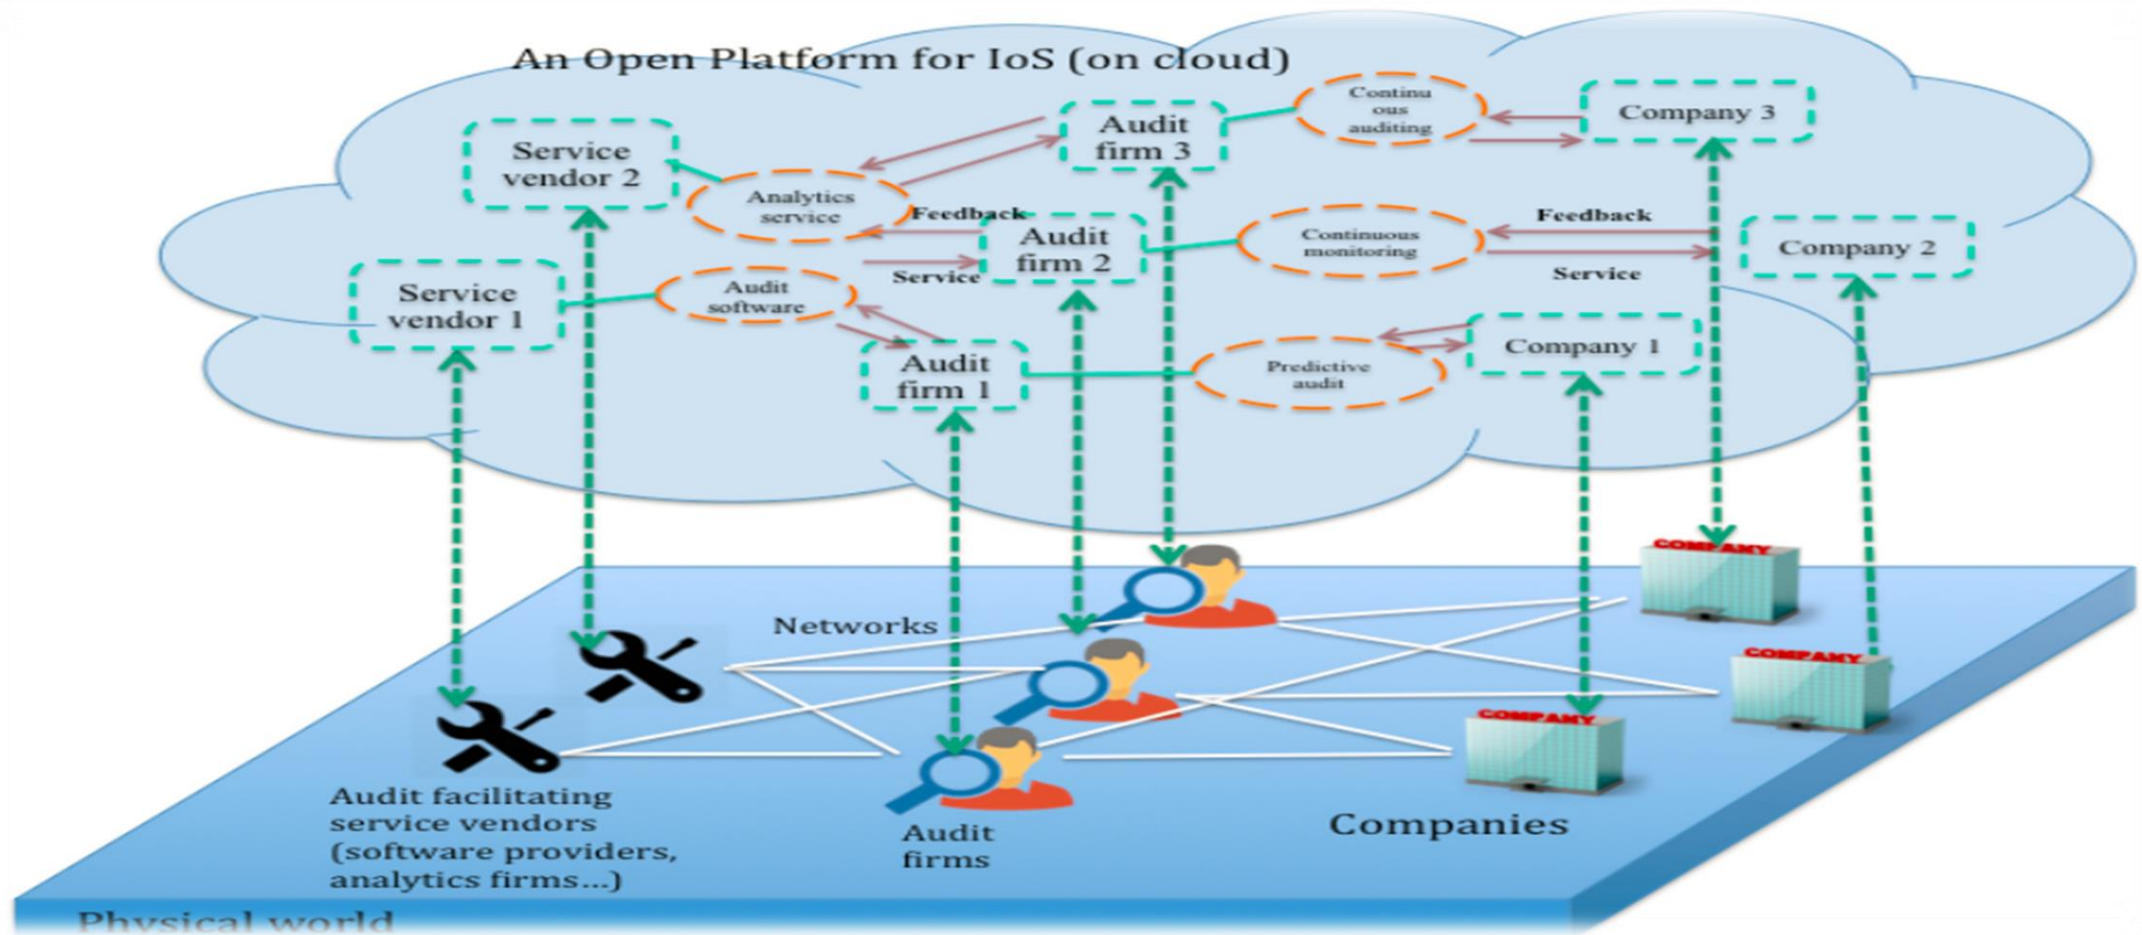 An Open Platform for IoS (on cloud)
Service
vendor 2
Analytics
service
Audit
firm 3
Continu
ous
auditing
Company 3
Feedback
Service
Audit
firm 2
Continuous
monitoring
Feedback
Service
Company 2
Service
vendor 1
Audit
software
Audit
firm 1
Predictive
audit
Company 1
Networks
COMPANY
COMPANY
COMPANY
Audit facilitating
service vendors
(software providers,
analytics firms...)
Audit
firms
Companies
Physical world